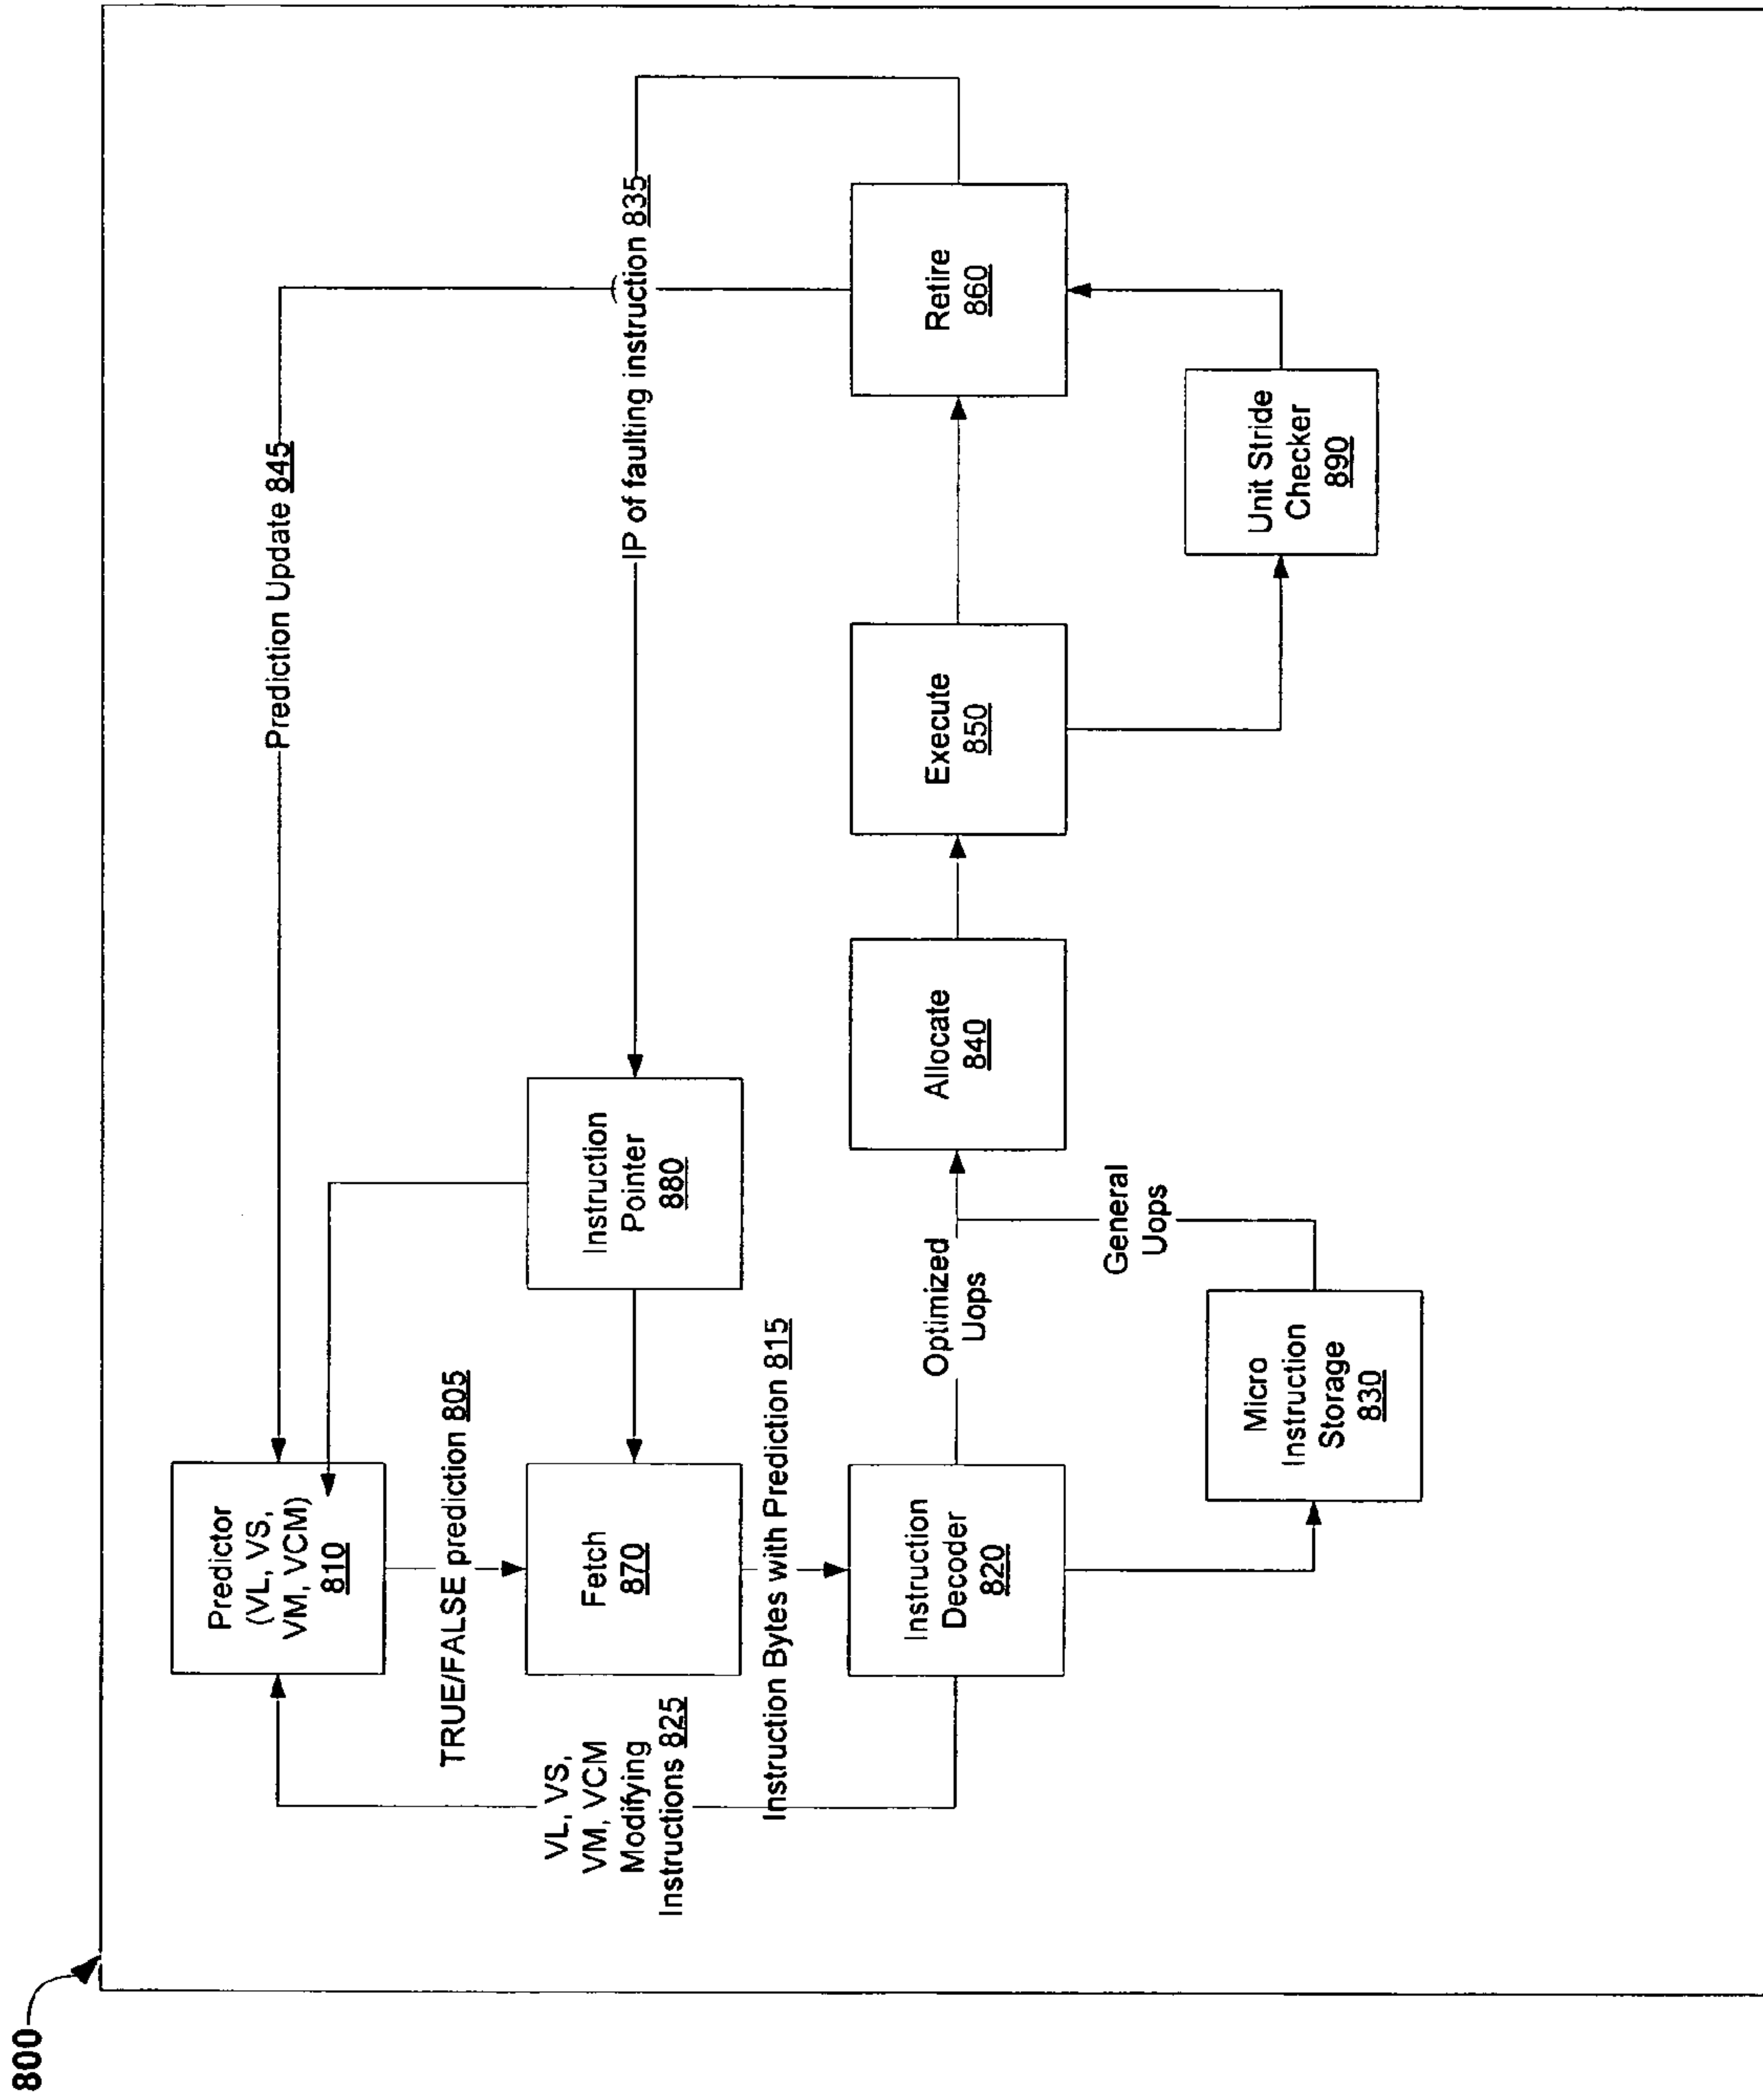 800
Prediction Update 845
IP of faulting instruction 835
Predictor
(VL, VS,
VM, VCM)
810
TRUE/FALSE prediction 805
Instruction
Pointer
880
VL, VS,
VM, VCM
Modifying
Instructions 825
Fetch
870
Instruction Bytes with Prediction 815
Instruction
Decoder
820
Optimized
Uops
General
Uops
Micro
Instruction
Storage
830
Allocate
840
Execute
850
Retire
860
Unit Stride
Checker
890